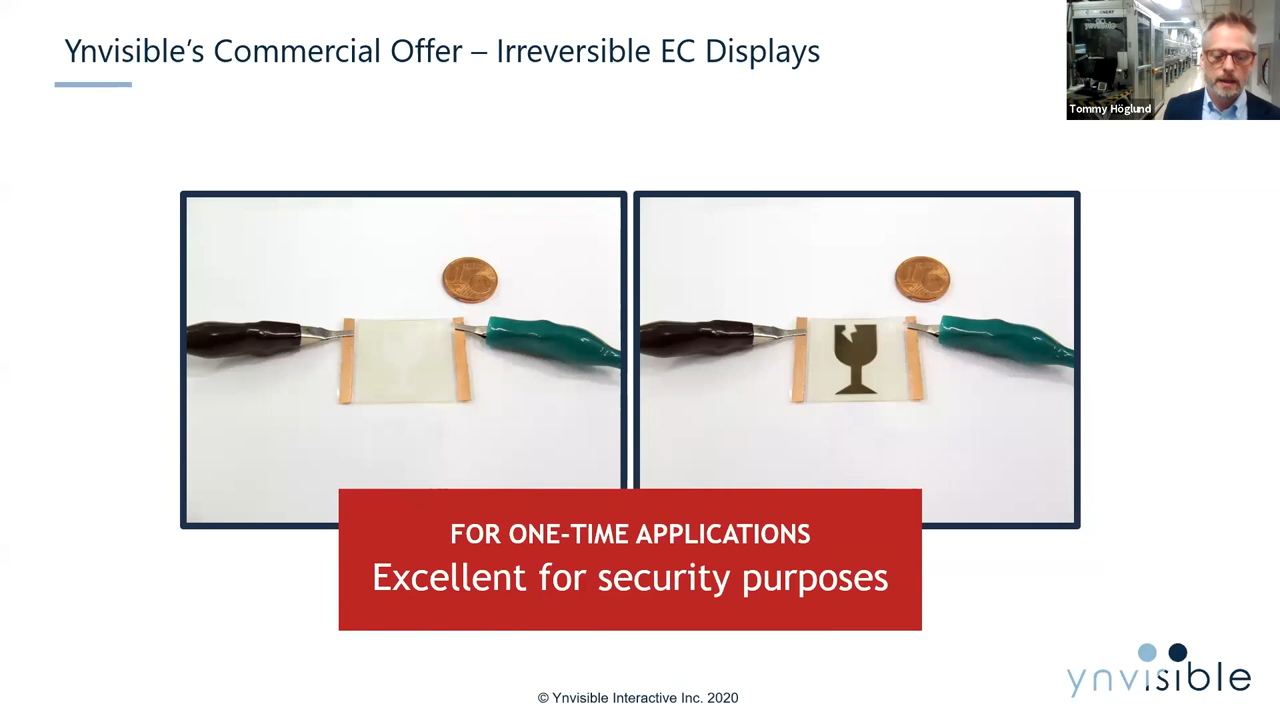 Ynvisible's Commercial Offer – Irreversible EC Displays
Tommy Höglund
FOR ONE-TIME APPLICATIONS
Excellent for security purposes
ynvisible
© Ynvisible Interactive Inc. 2020